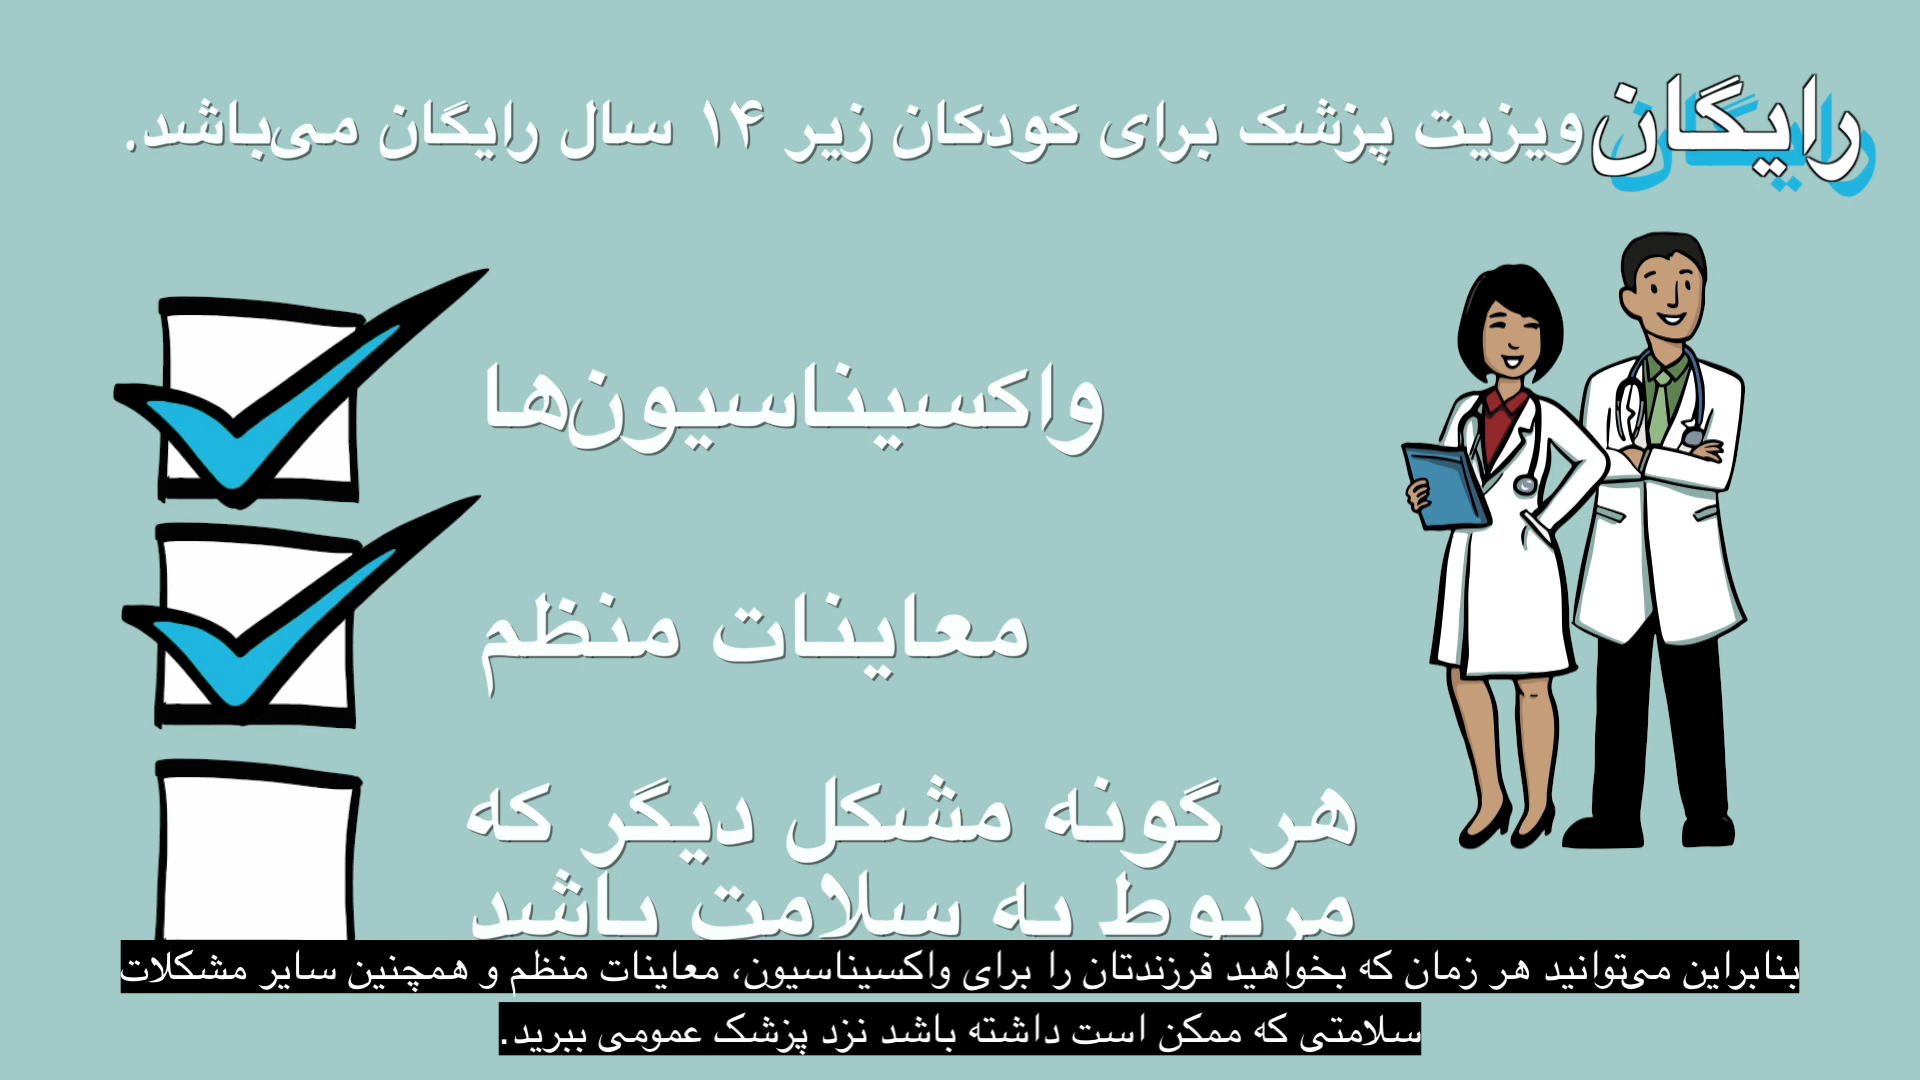 رایگان
ویزیت پزشک برای کودکان زیر ۱۴ سال رایگان می‌باشد.
واکسیناسیون‌ها
معاینات منظم
هر گونه مشکل دیگر که
مربوط به سلامت باشد
بنابراین می‌توانید هر زمان که بخواهید فرزندتان را برای واکسیناسیون، معاینات منظم و همچنین سایر مشکلات
سلامتی که ممکن است داشته باشد نزد پزشک عمومی ببرید.